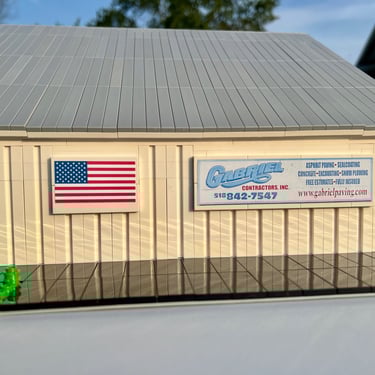 GABRIEL
CONTRACTORS, INC.
518 842-7547
ASPHALT PAVING - SEALCOATING
CONCRETE - EXCAVATING - SNOW PLOWING
FREE ESTIMATES - FULLY INSURED
www.gabrielpaving.com